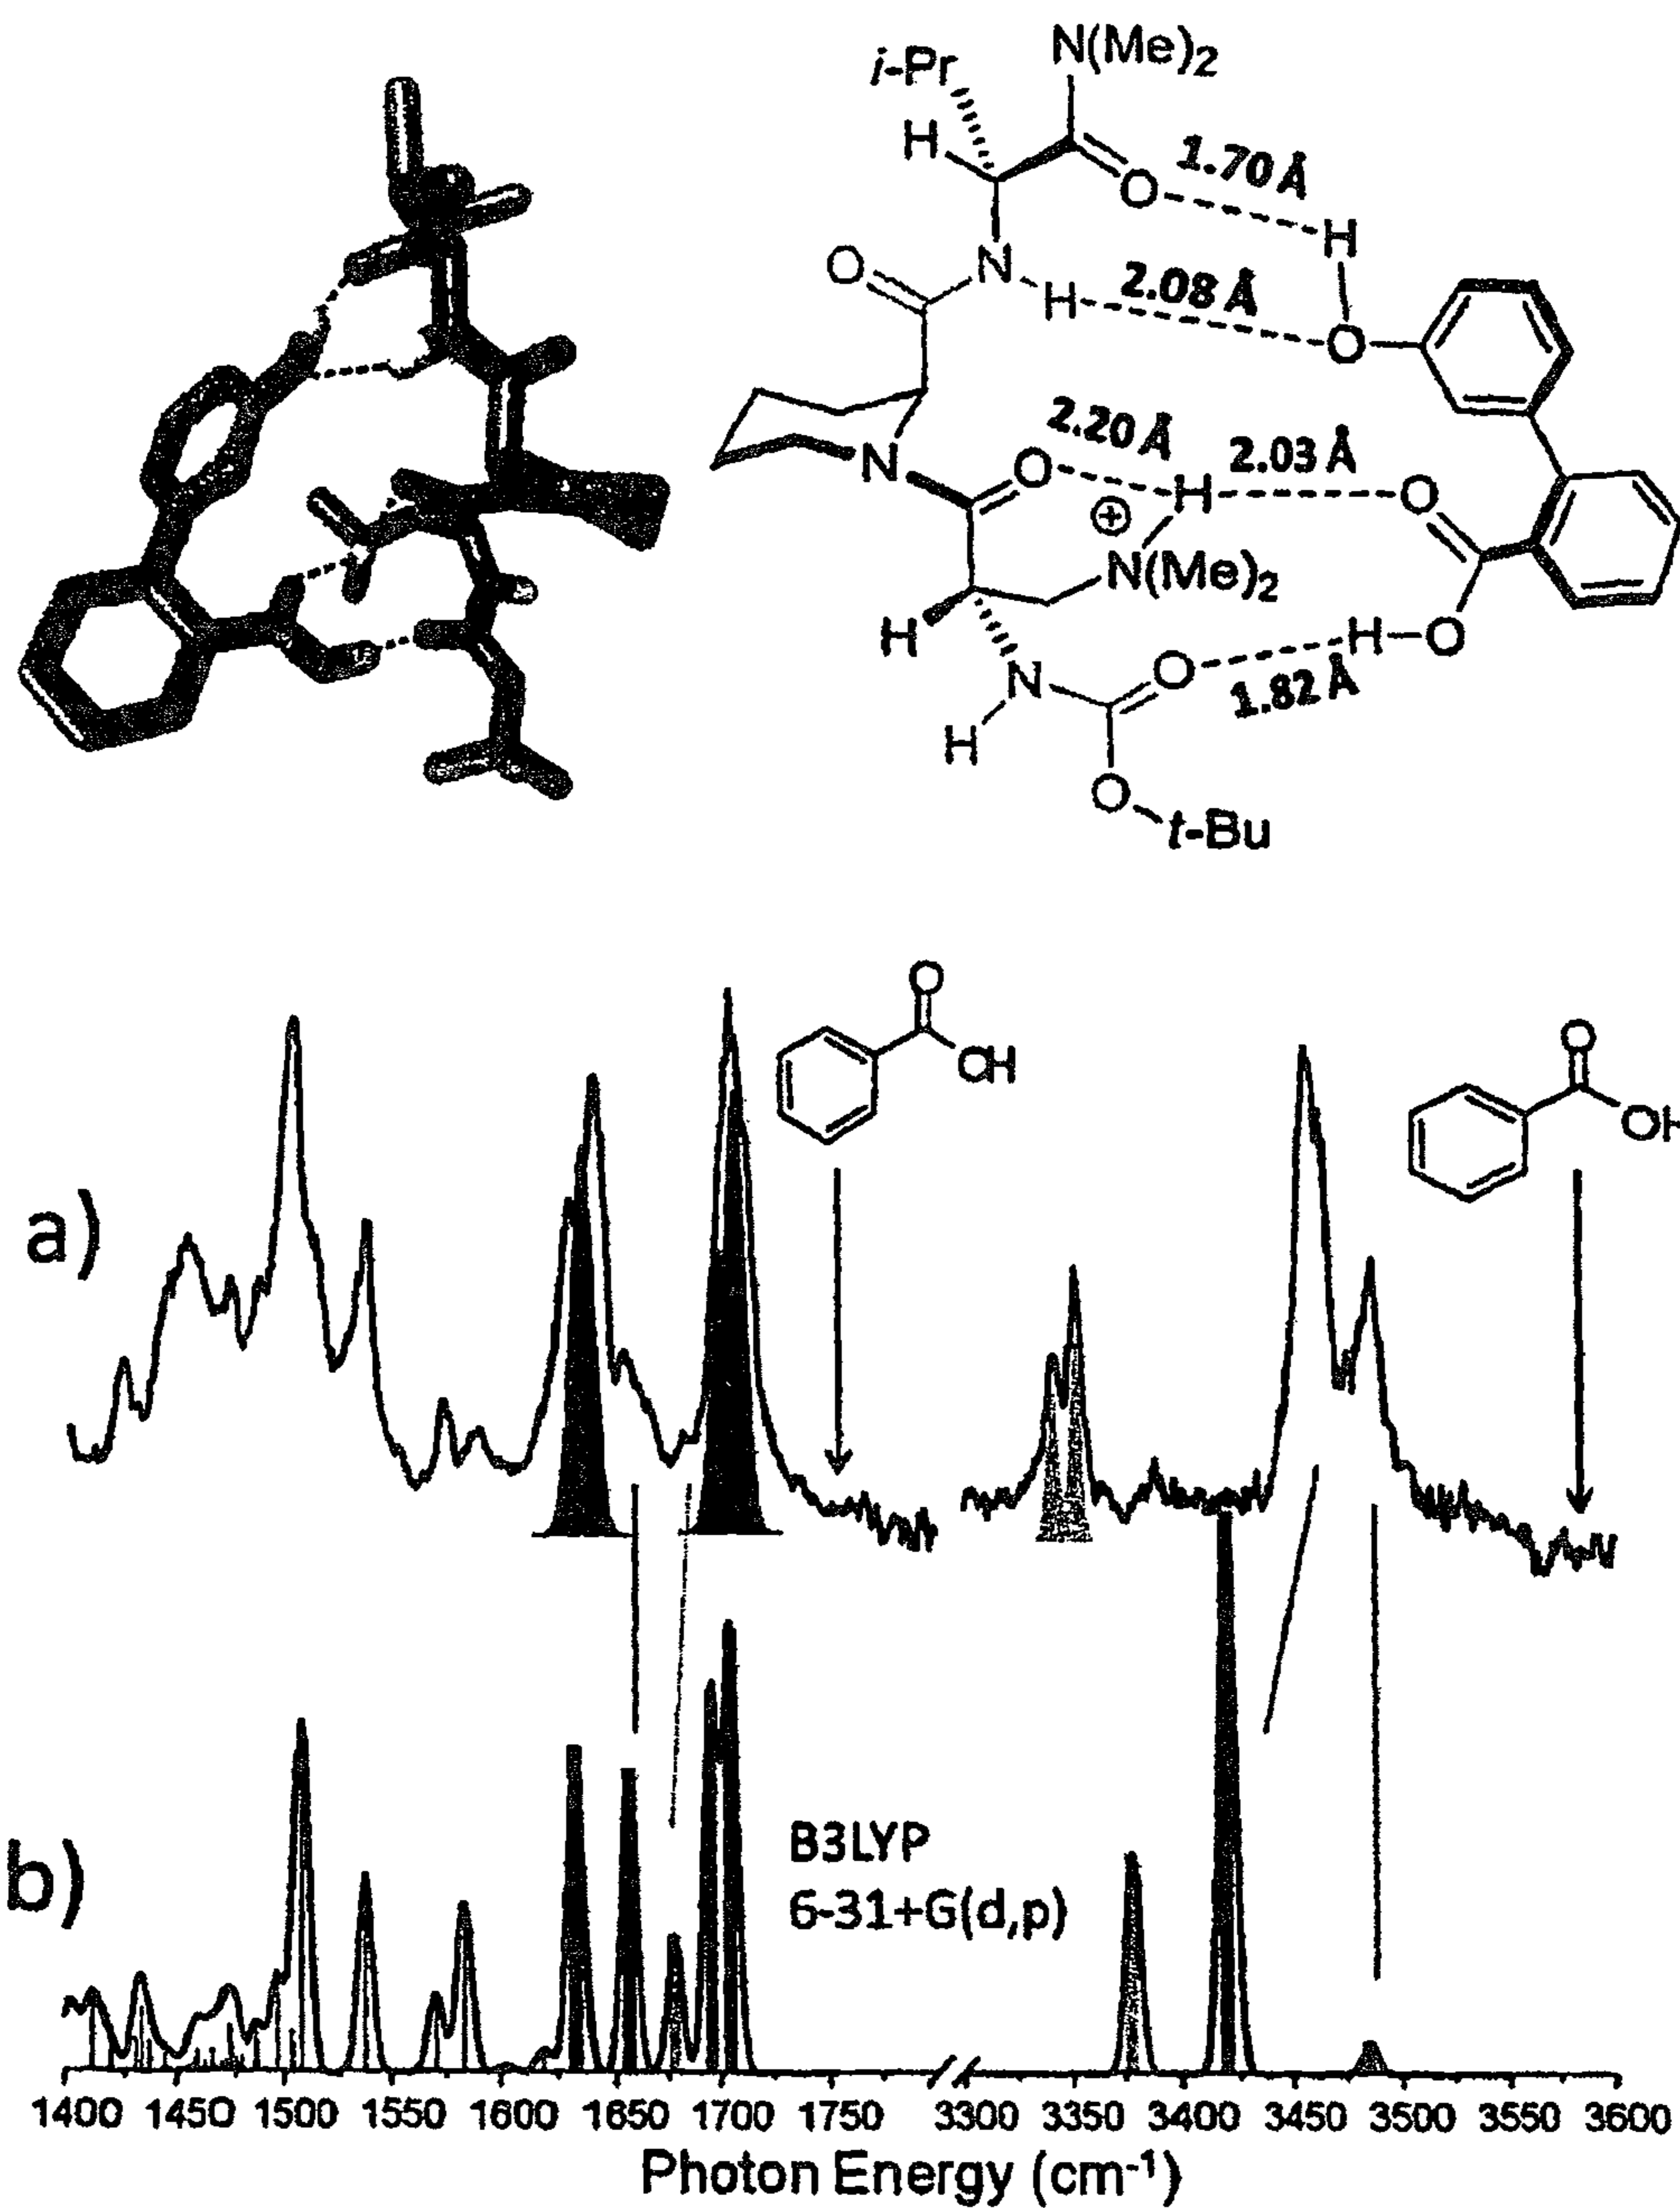 N(Me)2
i-Pr
H
O
1.70 Å
H
O
N
H
2.08 Å
O
2.20 Å
2.03 Å
N
O
H
O
⊕
N(Me)2
H
H
O
N
O
1.82 Å
H
O
t-Bu
O
OH
O
OH
a)
b)
B3LYP
6-31+G(d,p)
1400 1450 1500 1550 1600 1650 1700 1750 3300 3350 3400 3450 3500 3550 3600
Photon Energy (cm-1)